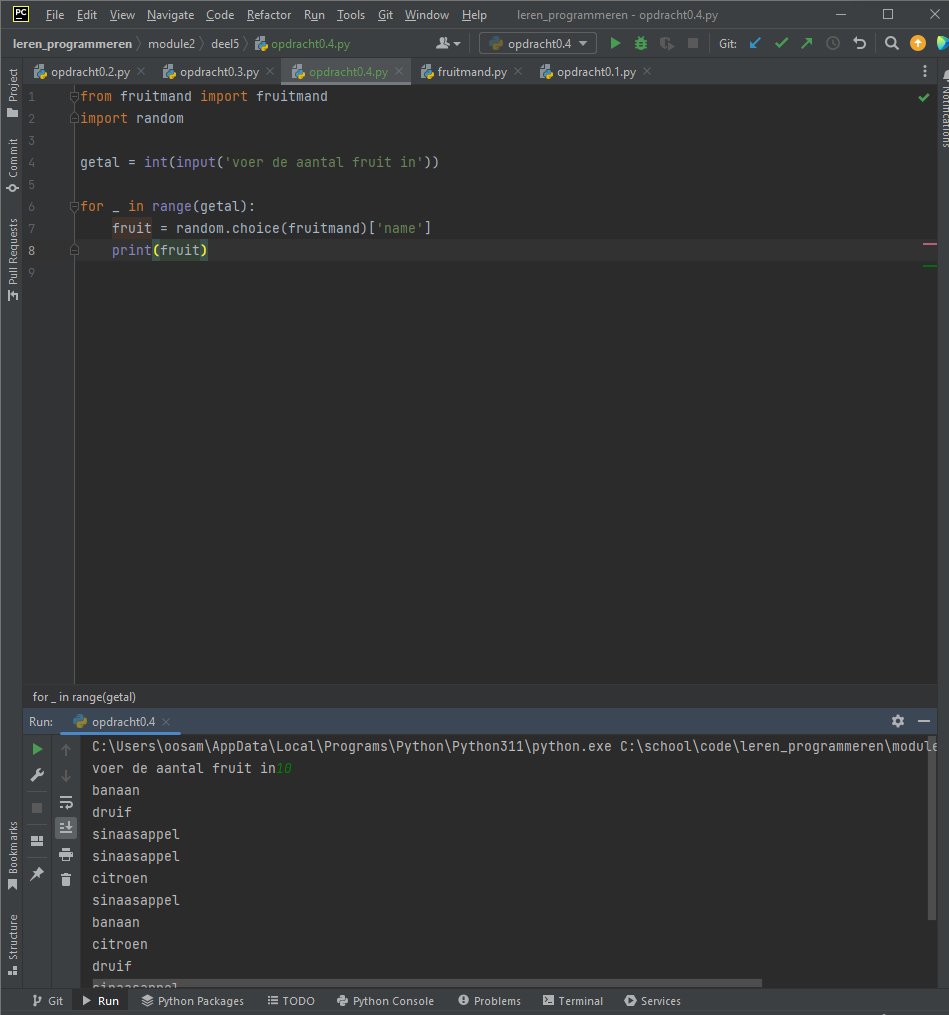 PC File Edit View Navigate Code Refactor Run Tools Git Window Help leren_programmeren - opdracht0.4.py
leren_programmeren module2 deel5 opdracht0.4.py opdracht0.4 Git:
opdracht0.2.py opdracht0.3.py opdracht0.4.py fruitmand.py opdracht0.1.py
Project
Commit
Pull Requests
Bookmarks
Structure
Notifications
1 from fruitmand import fruitmand
2 import random
3
4 getal = int(input('voer de aantal fruit in'))
5
6 for _ in range(getal):
7 fruit = random.choice(fruitmand)['name']
8 print(fruit)
9
for _ in range(getal)
Run: opdracht0.4
C:\Users\oosam\AppData\Local\Programs\Python\Python311\python.exe C:\school\code\leren_programmeren\module
voer de aantal fruit in10
banaan
druif
sinaasappel
sinaasappel
citroen
sinaasappel
banaan
citroen
druif
sinaasappel
Git Run Python Packages TODO Python Console Problems Terminal Services